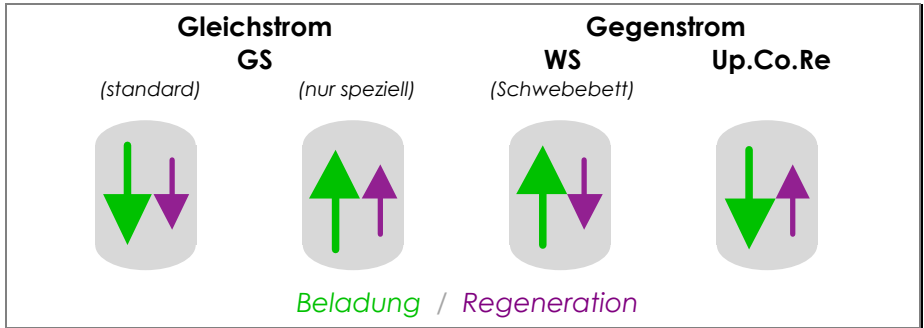 Gleichstrom Gegenstrom
GS WS Up.Co.Re
(standard) (nur speziell) (Schwebebett)
Beladung / Regeneration